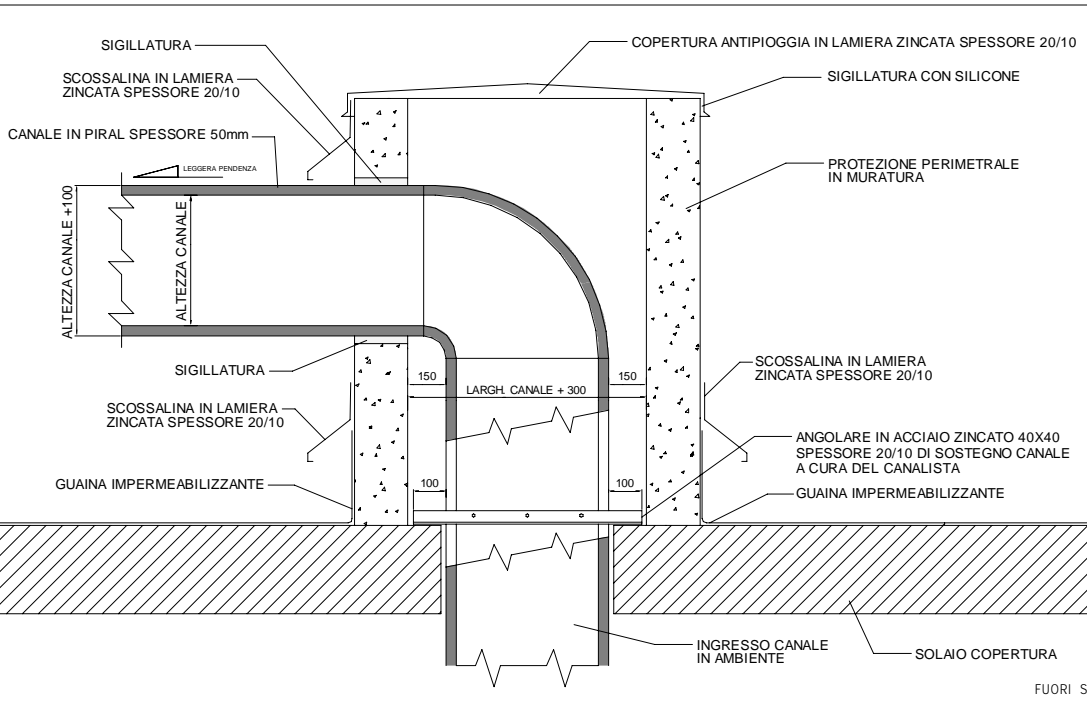 SIGILLATURA
SCOSSALINA IN LAMIERA
ZINCATA SPESSORE 20/10
CANALE IN PIRAL SPESSORE 50mm
LEGGERA PENDENZA
COPERTURA ANTIPIOGGIA IN LAMIERA ZINCATA SPESSORE 20/10
SIGILLATURA CON SILICONE
PROTEZIONE PERIMETRALE
IN MURATURA
ALTEZZA CANALE +100
ALTEZZA CANALE
SIGILLATURA
SCOSSALINA IN LAMIERA
ZINCATA SPESSORE 20/10
GUAINA IMPERMEABILIZZANTE
150
150
LARGH. CANALE + 300
100
100
SCOSSALINA IN LAMIERA
ZINCATA SPESSORE 20/10
ANGOLARE IN ACCIAIO ZINCATO 40X40
SPESSORE 20/10 DI SOSTEGNO CANALE
A CURA DEL CANALISTA
GUAINA IMPERMEABILIZZANTE
INGRESSO CANALE
IN AMBIENTE
SOLAIO COPERTURA
FUORI S